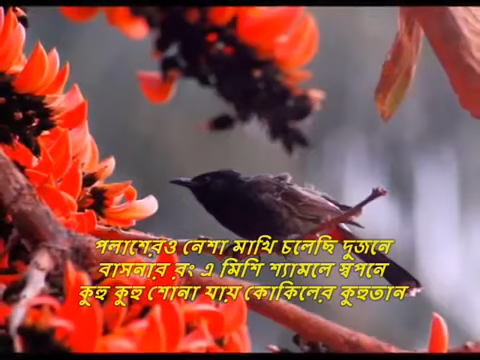 পলাশেরও নেশা মাখি চলেছি দুজনে
বাসনার রং এ মিশি শ্যামলে স্বপনে
কুহু কুহু শোনা যায় কোকিলের কুহুতান